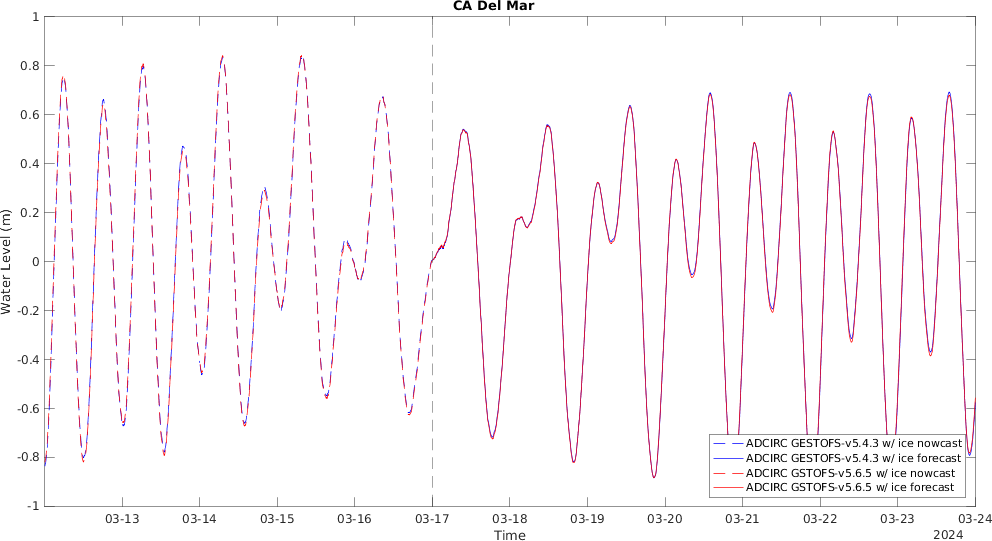 CA Del Mar
Water Level (m)
1
0.8
0.6
0.4
0.2
0
-0.2
-0.4
-0.6
-0.8
-1
ADCIRC GESTOFS-v5.4.3 w/ ice nowcast
ADCIRC GESTOFS-v5.4.3 w/ ice forecast
ADCIRC GSTOFS-v5.6.5 w/ ice nowcast
ADCIRC GSTOFS-v5.6.5 w/ ice forecast
03-13 03-14 03-15 03-16 03-17 03-18 03-19 03-20 03-21 03-22 03-23 03-24
Time
2024